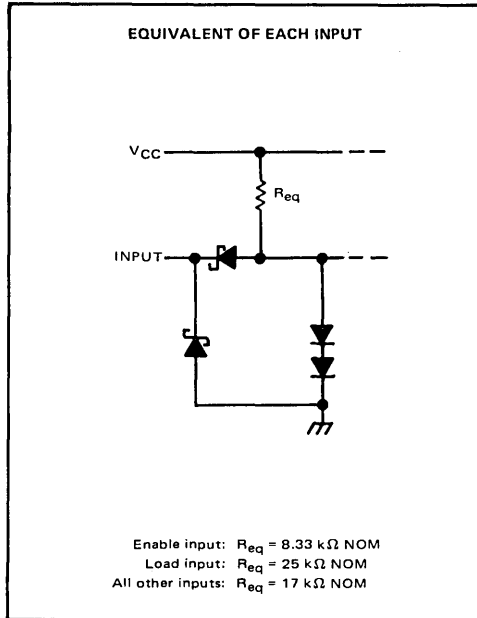 EQUIVALENT OF EACH INPUT
VCC
Req
INPUT
Enable input: Req = 8.33 kΩ NOM
Load input: Req = 25 kΩ NOM
All other inputs: Req = 17 kΩ NOM